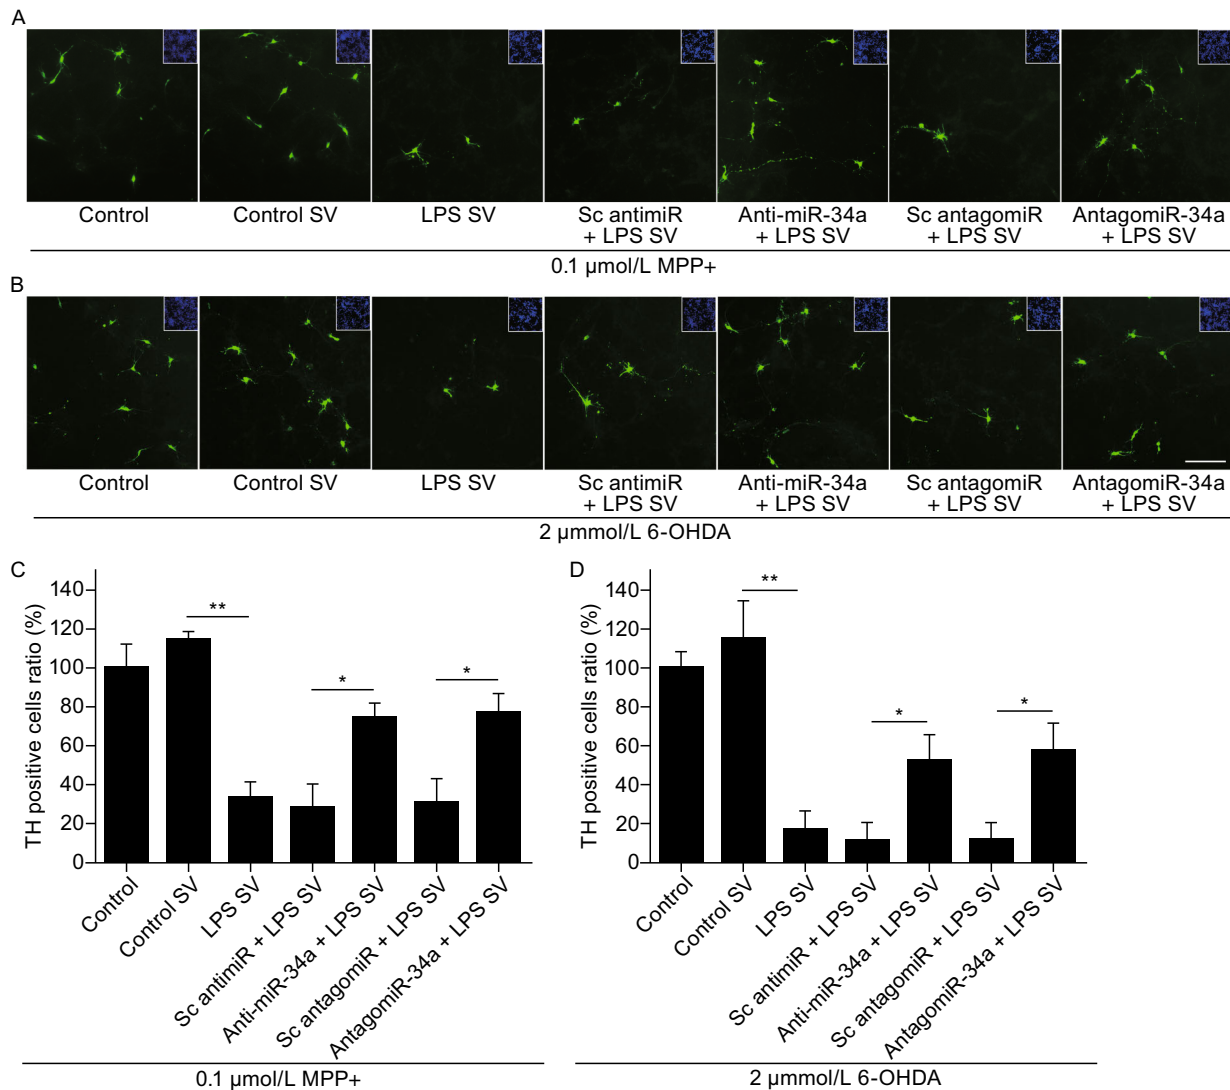 A
Control
Control SV
LPS SV
Sc antimiR
+ LPS SV
Anti-miR-34a
+ LPS SV
Sc antagomiR
+ LPS SV
AntagomiR-34a
+ LPS SV
0.1 µmol/L MPP+
B
Control
Control SV
LPS SV
Sc antimiR
+ LPS SV
Anti-miR-34a
+ LPS SV
Sc antagomiR
+ LPS SV
AntagomiR-34a
+ LPS SV
2 µmmol/L 6-OHDA
C
TH positive cells ratio (%)
140
120
100
80
60
40
20
0
**
*
*
Control
Control SV
LPS SV
Sc antimiR + LPS SV
Anti-miR-34a + LPS SV
Sc antagomiR + LPS SV
AntagomiR-34a + LPS SV
0.1 µmol/L MPP+
D
TH positive cells ratio (%)
140
120
100
80
60
40
20
0
**
*
*
Control
Control SV
LPS SV
Sc antimiR + LPS SV
Anti-miR-34a + LPS SV
Sc antagomiR + LPS SV
AntagomiR-34a + LPS SV
2 µmmol/L 6-OHDA